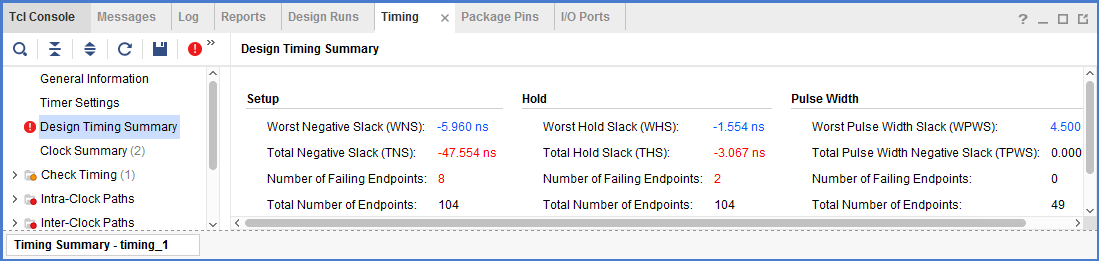 Tcl Console Messages Log Reports Design Runs Timing × Package Pins I/O Ports ? _
»
Design Timing Summary
General Information
Timer Settings
Design Timing Summary
Clock Summary (2)
Check Timing (1)
Intra-Clock Paths
Inter-Clock Paths
Setup Hold Pulse Width
Worst Negative Slack (WNS): -5.960 ns Worst Hold Slack (WHS): -1.554 ns Worst Pulse Width Slack (WPWS): 4.500
Total Negative Slack (TNS): -47.554 ns Total Hold Slack (THS): -3.067 ns Total Pulse Width Negative Slack (TPWS): 0.000
Number of Failing Endpoints: 8 Number of Failing Endpoints: 2 Number of Failing Endpoints: 0
Total Number of Endpoints: 104 Total Number of Endpoints: 104 Total Number of Endpoints: 49
Timing Summary - timing_1